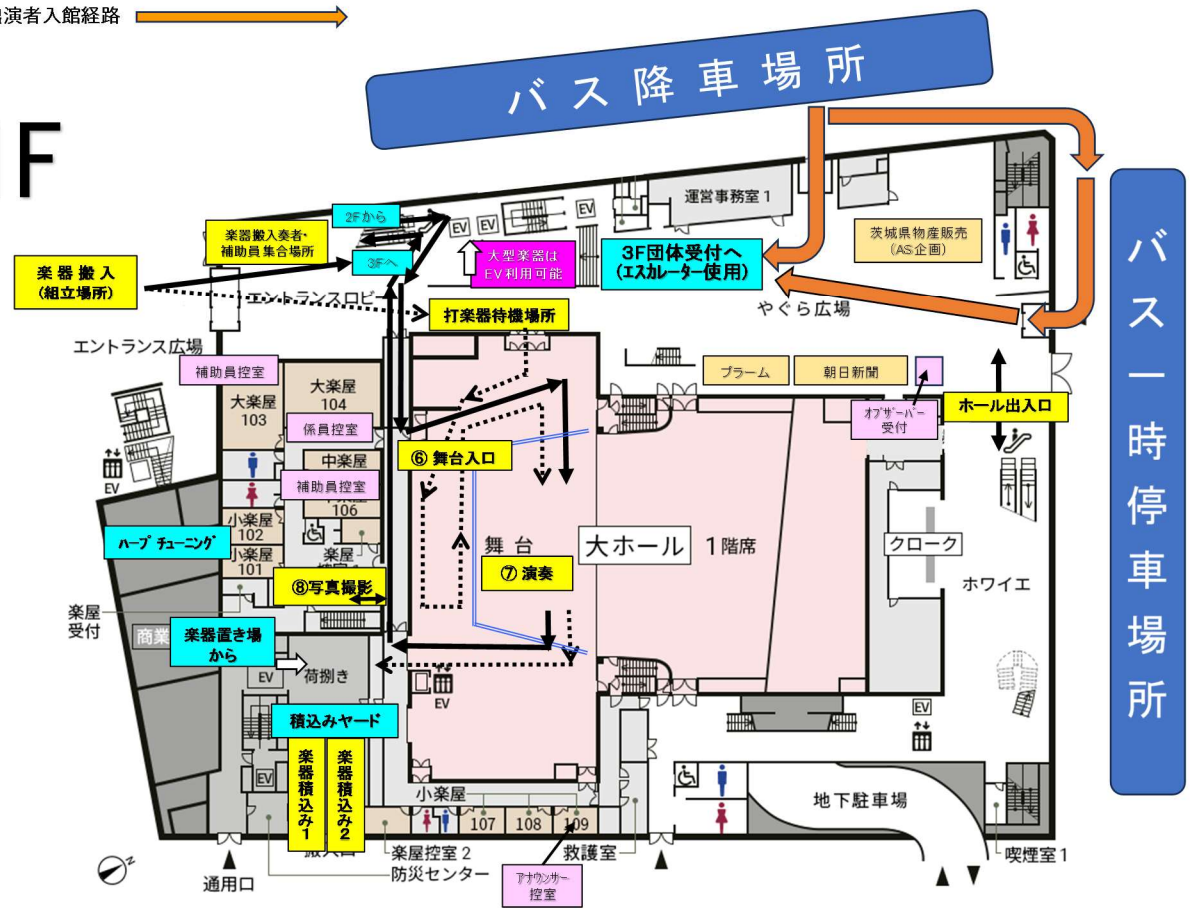 演者入館経路
バス降車場所
F
運営事務室1
2Fから
楽器搬入奏者・
補助員集合場所
EV
EV
EV
茨城県物産販売
(AS企画)
楽器搬入
(組立場所)
3Fへ
大型楽器は
EV利用可能
3F団体受付へ
(エスカレーター使用)
バス一時停車場所
エントランスロビー
打楽器待機場所
やぐら広場
エントランス広場
補助員控室
大楽屋
103
大楽屋
104
プラーム
朝日新聞
オブザーバー
受付
ホール出入口
係員控室
⑥ 舞台入口
中楽屋
補助員控室
106
EV
小楽屋
102
ハープチューニング
小楽屋
101
楽屋
舞台
大ホール 1階席
クローク
⑦ 演奏
⑧写真撮影
ホワイエ
楽屋
受付
商業
楽器置き場
から
EV
荷捌き
EV
EV
積込みヤード
楽器積込み1
楽器積込み2
EV
小楽屋
107
108
109
地下駐車場
楽屋控室2
救護室
防災センター
喫煙室1
通用口
アナウンサー
控室
N